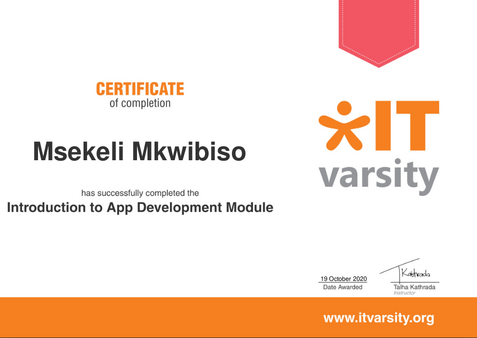 CERTIFICATE
of completion
Msekeli Mkwibiso
has successfully completed the
Introduction to App Development Module
IT
varsity
19 October 2020
Date Awarded
Kathrada
Talha Kathrada
Instructor
www.itvarsity.org